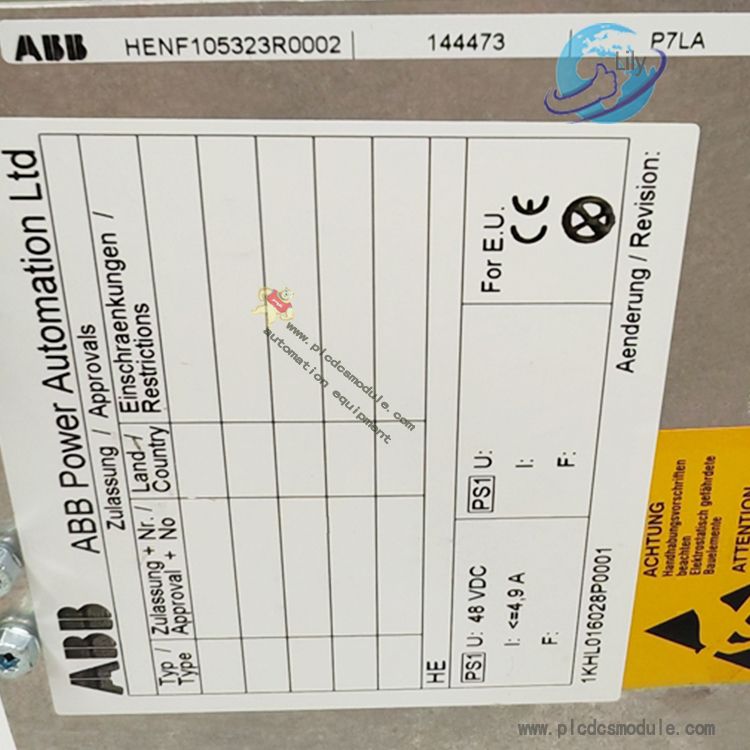 ABB HENF105323R0002 144473 P7LA
Lily
ABB ABB Power Automation Ltd
Zulassung / Approvals
Typ / Type
Zulassung + Nr. / Approval + No
Land / Country
Einschraenkungen / Restrictions
HE
PS1 U: 48 VDC
I: <=4,9 A
F:
PS1 U:
I:
F:
For E.U.
CE
1KHL016028P0001
Aenderung / Revision:
ACHTUNG
Handhabungsvorschriften
beachten
Elektrostatisch gefährdete
Bauelemente
ATTENTION
www.plcdcsmodule.com
automation equipment
www.plcdcsmodule.com